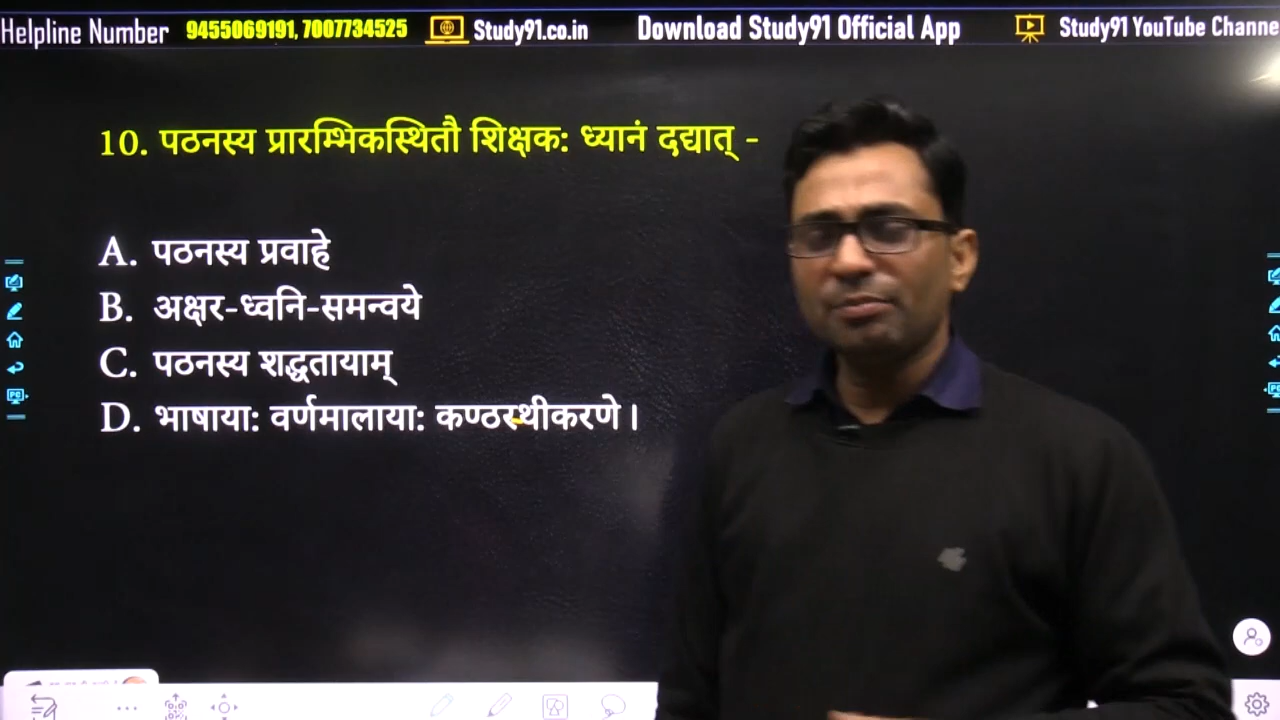 Helpline Number 9455069191, 7007734525 Study91.co.in Download Study91 Official App Study91 YouTube Channe
10. पठनस्य प्रारम्भिकस्थितौ शिक्षक: ध्यानं दद्यात् -
A. पठनस्य प्रवाहे
B. अक्षर-ध्वनि-समन्वये
C. पठनस्य शद्धतायाम्
D. भाषाया: वर्णमालाया: कण्ठस्थीकरणे।